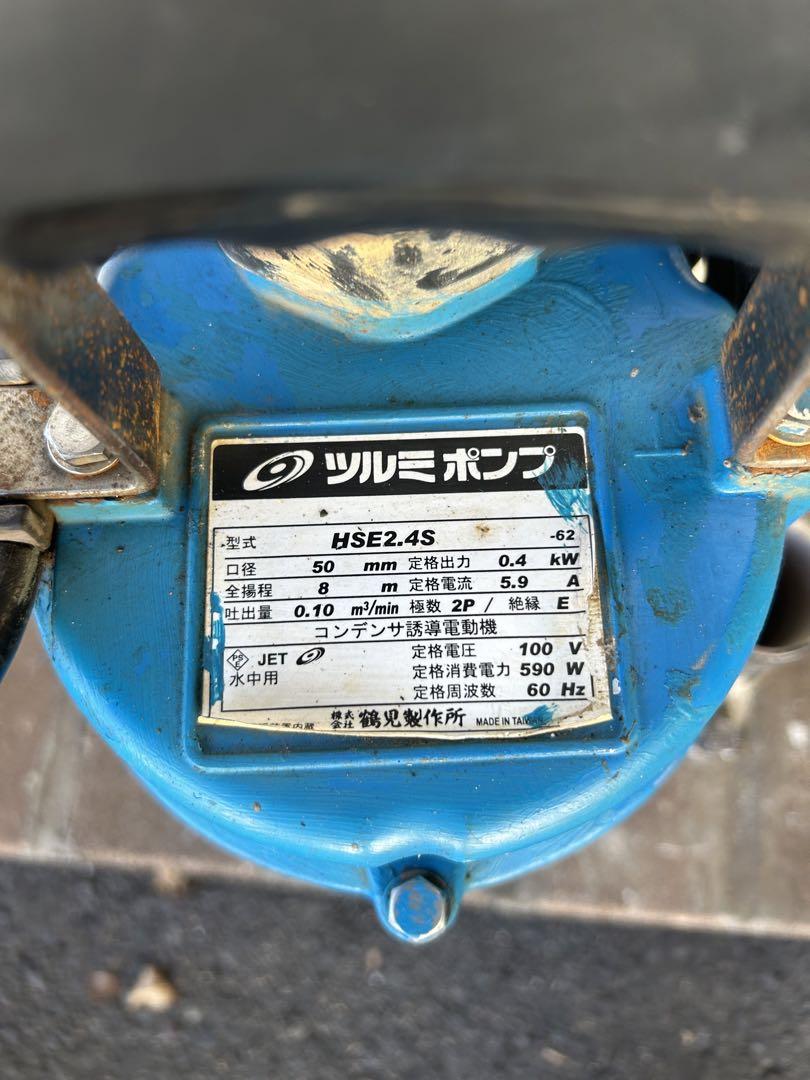 ツルミポンプ
型式 HSE2.4S -62
口径 50 mm 定格出力 0.4 kW
全揚程 8 m 定格電流 5.9 A
吐出量 0.10 m³/min 極数 2P / 絶縁 E
コンデンサ誘導電動機
定格電圧 100 V
PSE JET 定格消費電力 590 W
水中用 定格周波数 60 Hz
内蔵 株式会社 鶴見製作所 MADE IN TAIWAN